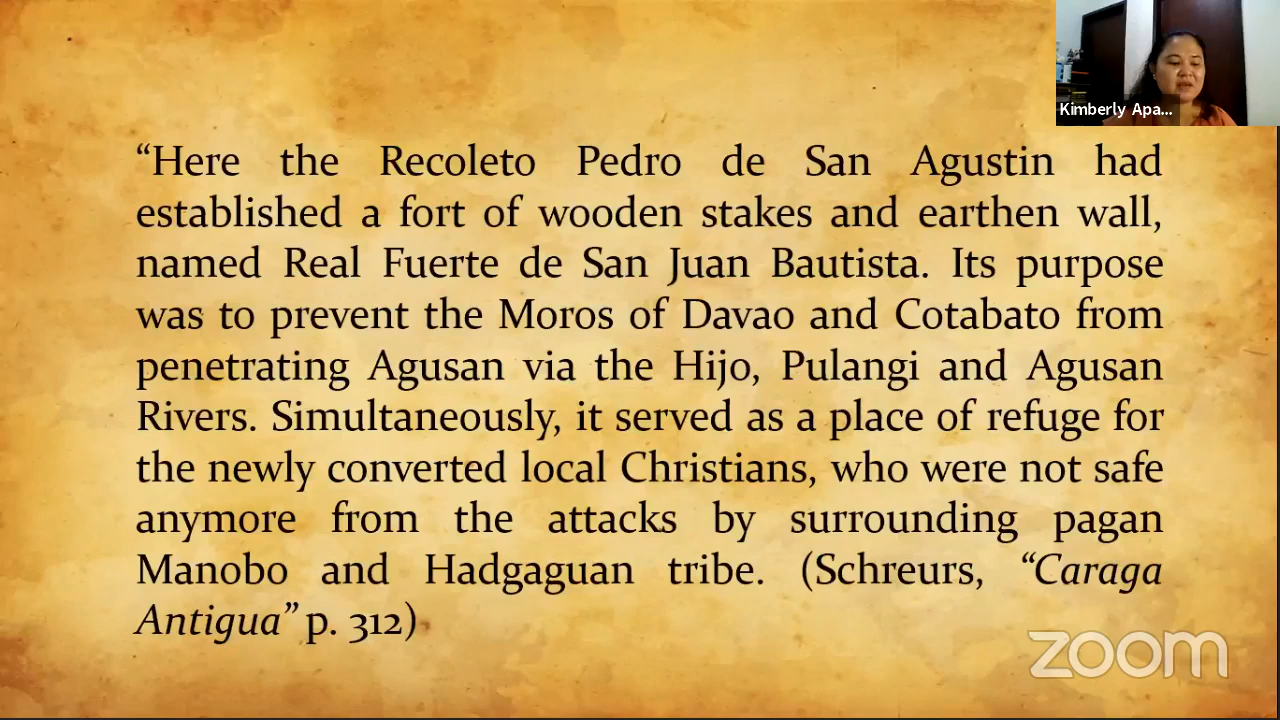 Kimberly Apa...
“Here the Recoleto Pedro de San Agustin had
established a fort of wooden stakes and earthen wall,
named Real Fuerte de San Juan Bautista. Its purpose
was to prevent the Moros of Davao and Cotabato from
penetrating Agusan via the Hijo, Pulangi and Agusan
Rivers. Simultaneously, it served as a place of refuge for
the newly converted local Christians, who were not safe
anymore from the attacks by surrounding pagan
Manobo and Hadgaguan tribe. (Schreurs, “Caraga
Antigua” p. 312)
zoom